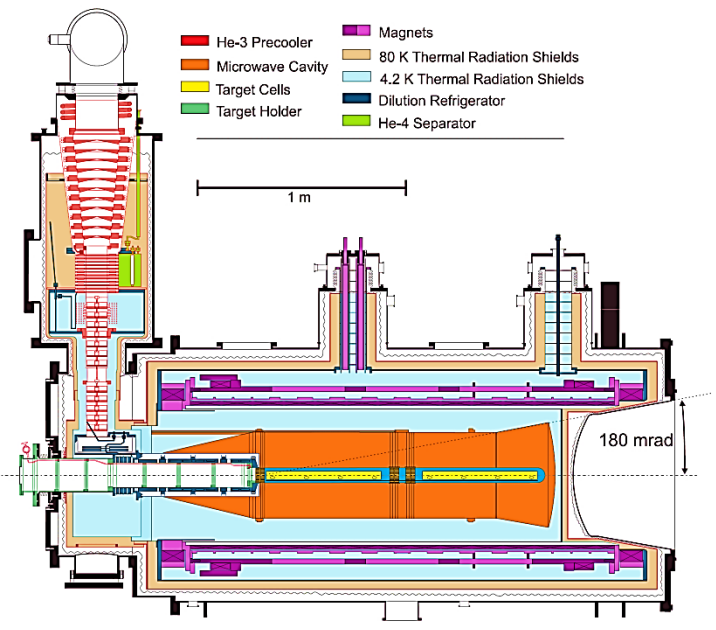 He-3 Precooler
Microwave Cavity
Target Cells
Target Holder
Magnets
80 K Thermal Radiation Shields
4.2 K Thermal Radiation Shields
Dilution Refrigerator
He-4 Separator
1 m
180 mrad